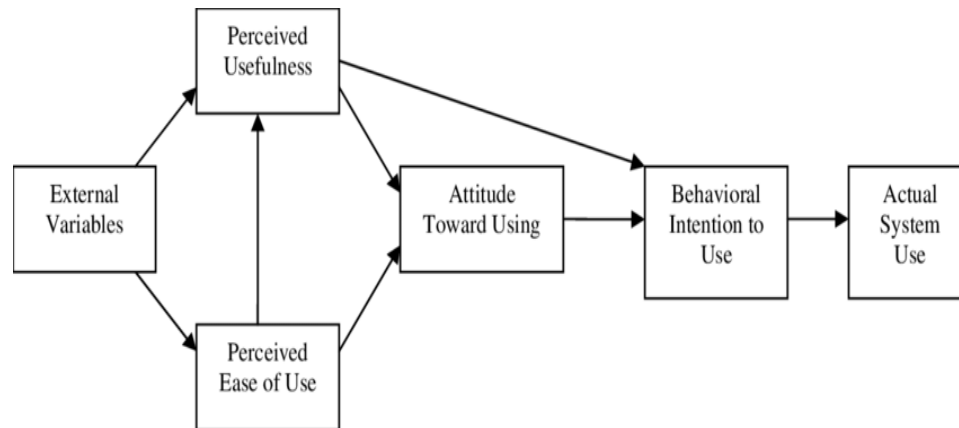 Perceived
Usefulness
External
Variables
Attitude
Toward Using
Behavioral
Intention to
Use
Actual
System
Use
Perceived
Ease of Use